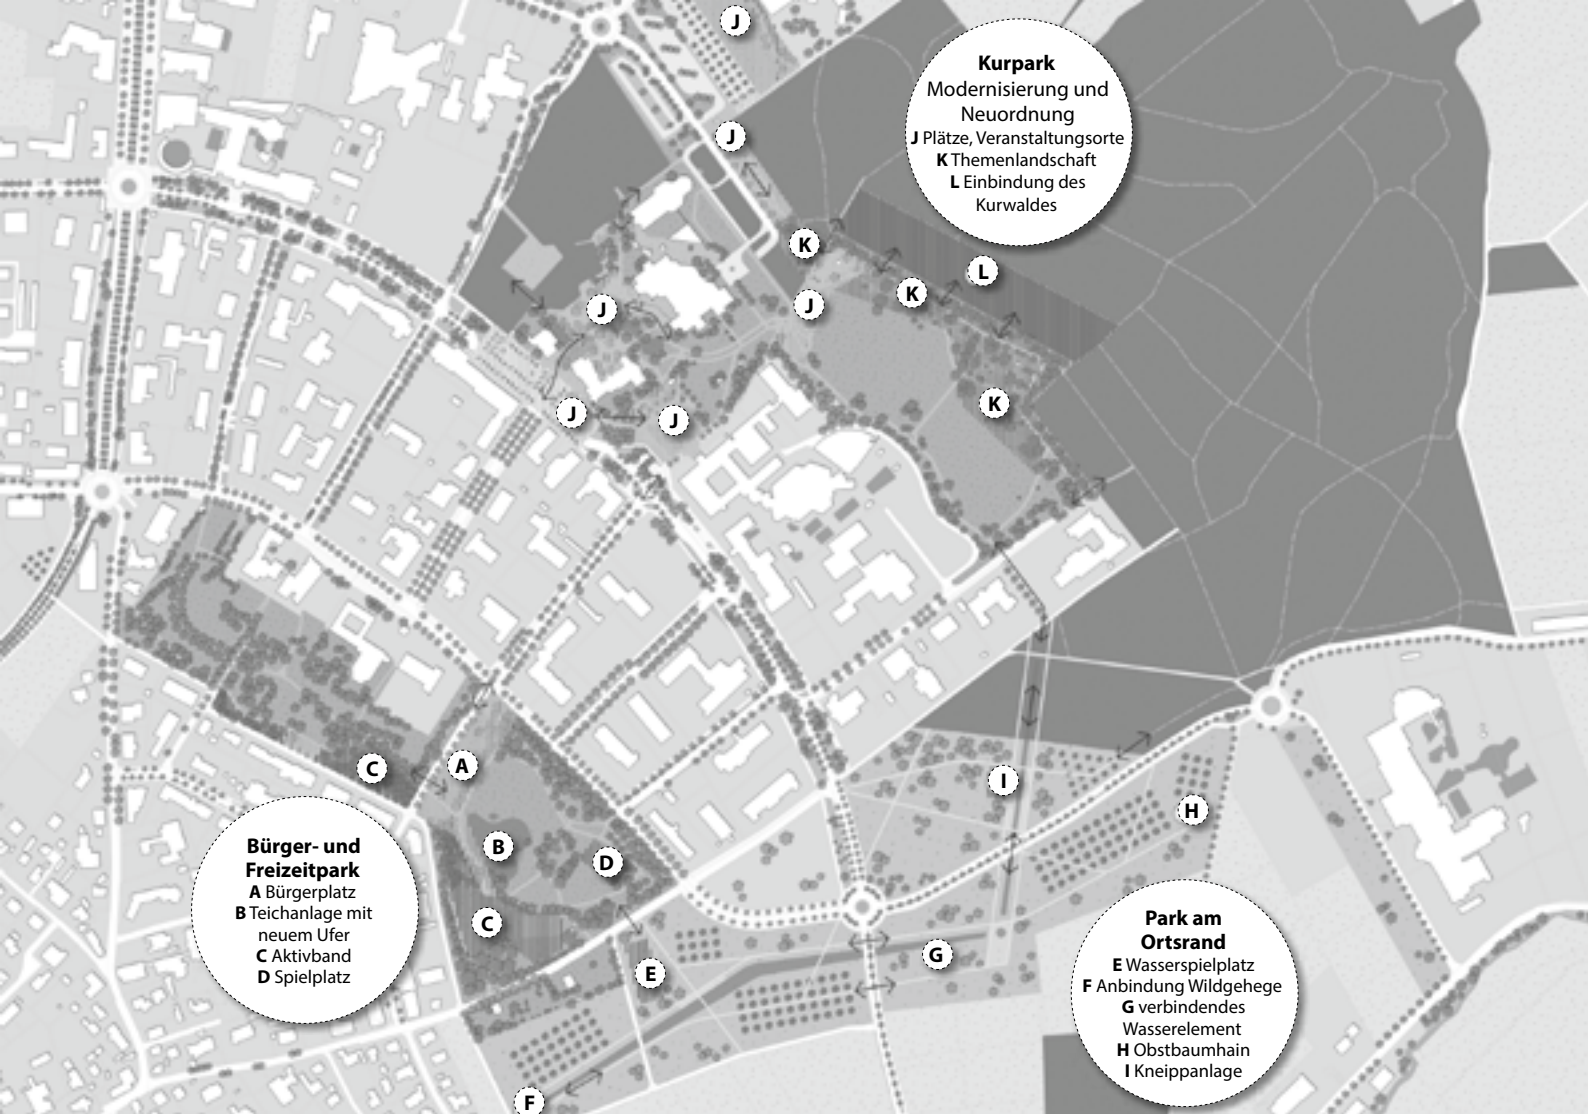 J
Kurpark
Modernisierung und
Neuordnung
J Plätze, Veranstaltungsorte
K Themenlandschaft
L Einbindung des
Kurwaldes
J
K
L
K
J
J
K
J
J
C
A
B
D
C
I
H
G
E
F
Bürger- und
Freizeitpark
A Bürgerplatz
B Teichanlage mit
neuem Ufer
C Aktivband
D Spielplatz
Park am
Ortsrand
E Wasserspielplatz
F Anbindung Wildgehege
G verbindendes
Wasserelement
H Obstbaumhain
I Kneippanlage